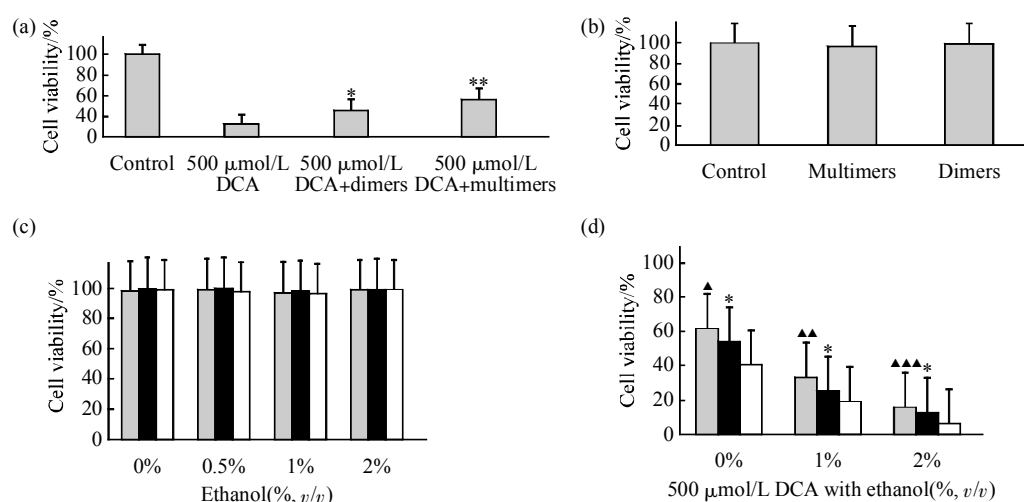 (a)
Cell viability/%
100
80
60
40
0
*
**
Control
500 μmol/L
DCA
500 μmol/L
DCA+dimers
500 μmol/L
DCA+multimers
(b)
Cell viability/%
100
80
60
40
20
0
Control
Multimers
Dimers
(c)
Cell viability/%
100
80
60
40
20
0
0%
0.5%
1%
2%
Ethanol(%, v/v)
(d)
Cell viability/%
100
80
60
40
20
0
▲ *
▲▲ *
▲▲▲ *
0%
1%
2%
500 μmol/L DCA with ethanol(%, v/v)